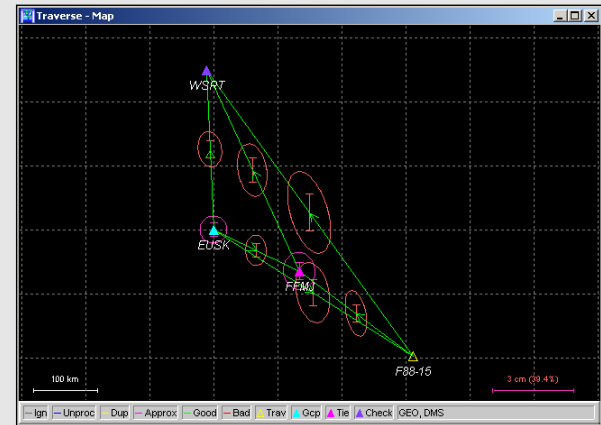 Traverse - Map
WSRT
EUSK
FFMJ
F88-15
100 km
3 cm (39.4%)
Ign Unproc Dup Approx Good Bad Trav Gcp Tie Check GEO, DMS